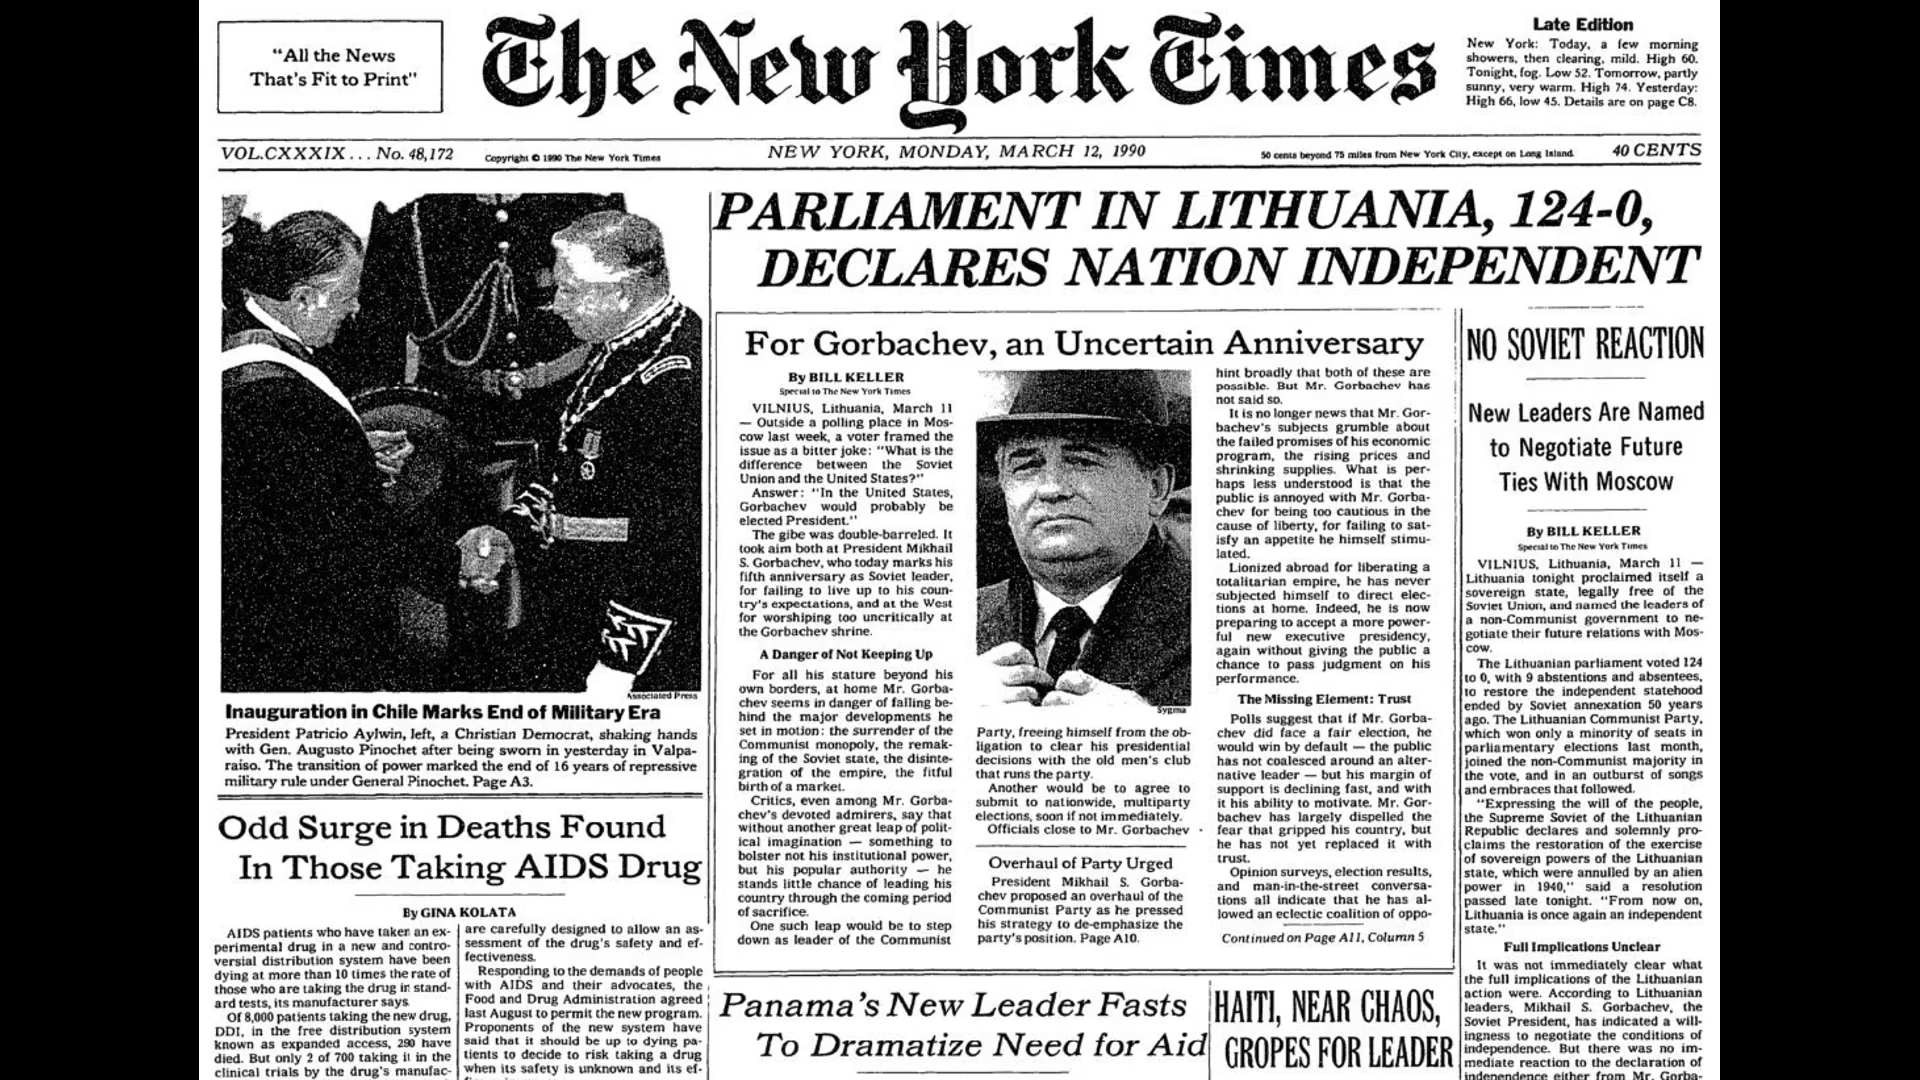 "All the News
That's Fit to Print"
The New York Times
Late Edition
New York: Today, a few morning
showers, then clearing, mild. High 60.
Tonight, fog. Low 52. Tomorrow, partly
sunny, very warm. High 74. Yesterday:
High 66, low 45. Details are on page C8.
VOL.CXXXIX... No. 48,172
Copyright © 1990 The New York Times
NEW YORK, MONDAY, MARCH 12, 1990
50 cents beyond 75 miles from New York City, except on Long Island.
40 CENTS
Associated Press
Inauguration in Chile Marks End of Military Era
President Patricio Aylwin, left, a Christian Democrat, shaking hands
with Gen. Augusto Pinochet after being sworn in yesterday in Valpa-
raiso. The transition of power marked the end of 16 years of repressive
military rule under General Pinochet. Page A3.
Odd Surge in Deaths Found
In Those Taking AIDS Drug
By GINA KOLATA
AIDS patients who have taken an ex-
perimental drug in a new and contro-
versial distribution system have been
dying at more than 10 times the rate of
those who are taking the drug in stand-
ard tests, its manufacturer says.
Of 8,000 patients taking the new drug,
DDI, in the free distribution system
known as expanded access, 290 have
died. But only 2 of 700 taking it in the
clinical trials by the drug's manufac-
are carefully designed to allow an as-
sessment of the drug's safety and ef-
fectiveness.
Responding to the demands of people
with AIDS and their advocates, the
Food and Drug Administration agreed
last August to permit the new program.
Proponents of the new system have
said that it should be up to dying pa-
tients to decide to risk taking a drug
when its safety is unknown and its ef-
PARLIAMENT IN LITHUANIA, 124-0,
DECLARES NATION INDEPENDENT
For Gorbachev, an Uncertain Anniversary
By BILL KELLER
Special to The New York Times
VILNIUS, Lithuania, March 11
— Outside a polling place in Mos-
cow last week, a voter framed the
issue as a bitter joke: "What is the
difference between the Soviet
Union and the United States?"
Answer: "In the United States,
Gorbachev would probably be
elected President."
The gibe was double-barreled. It
took aim both at President Mikhail
S. Gorbachev, who today marks his
fifth anniversary as Soviet leader,
for failing to live up to his coun-
try's expectations, and at the West
for worshiping too uncritically at
the Gorbachev shrine.
A Danger of Not Keeping Up
For all his stature beyond his
own borders, at home Mr. Gorba-
chev seems in danger of falling be-
hind the major developments he
set in motion: the surrender of the
Communist monopoly, the remak-
ing of the Soviet state, the disinte-
gration of the empire, the fitful
birth of a market.
Critics, even among Mr. Gorba-
chev's devoted admirers, say that
without another great leap of polit-
ical imagination — something to
bolster not his institutional power,
but his popular authority — he
stands little chance of leading his
country through the coming period
of sacrifice.
One such leap would be to step
down as leader of the Communist
Sygma
Party, freeing himself from the ob-
ligation to clear his presidential
decisions with the old men's club
that runs the party.
Another would be to agree to
submit to nationwide, multiparty
elections, soon if not immediately.
Officials close to Mr. Gorbachev
Overhaul of Party Urged
President Mikhail S. Gorba-
chev proposed an overhaul of the
Communist Party as he pressed
his strategy to de-emphasize the
party's position. Page A10.
hint broadly that both of these are
possible. But Mr. Gorbachev has
not said so.
It is no longer news that Mr. Gor-
bachev's subjects grumble about
the failed promises of his economic
program, the rising prices and
shrinking supplies. What is per-
haps less understood is that the
public is annoyed with Mr. Gorba-
chev for being too cautious in the
cause of liberty, for failing to sat-
isfy an appetite he himself stimu-
lated.
Lionized abroad for liberating a
totalitarian empire, he has never
subjected himself to direct elec-
tions at home. Indeed, he is now
preparing to accept a more power-
ful new executive presidency,
again without giving the public a
chance to pass judgment on his
performance.
The Missing Element: Trust
Polls suggest that if Mr. Gorba-
chev did face a fair election, he
would win by default — the public
has not coalesced around an alter-
native leader — but his margin of
support is declining fast, and with
it his ability to motivate. Mr. Gor-
bachev has largely dispelled the
fear that gripped his country, but
he has not yet replaced it with
trust.
Opinion surveys, election results,
and man-in-the-street conversa-
tions all indicate that he has al-
lowed an eclectic coalition of oppo-
Continued on Page A11, Column 5
NO SOVIET REACTION
New Leaders Are Named
to Negotiate Future
Ties With Moscow
By BILL KELLER
Special to The New York Times
VILNIUS, Lithuania, March 11 —
Lithuania tonight proclaimed itself a
sovereign state, legally free of the
Soviet Union, and named the leaders of
a non-Communist government to ne-
gotiate their future relations with Mos-
cow.
The Lithuanian parliament voted 124
to 0, with 9 abstentions and absentees,
to restore the independent statehood
ended by Soviet annexation 50 years
ago. The Lithuanian Communist Party,
which won only a minority of seats in
parliamentary elections last month,
joined the non-Communist majority in
the vote, and in an outburst of songs
and embraces that followed.
"Expressing the will of the people,
the Supreme Soviet of the Lithuanian
Republic declares and solemnly pro-
claims the restoration of the exercise
of sovereign powers of the Lithuanian
state, which were annulled by an alien
power in 1940," said a resolution
passed late tonight. "From now on,
Lithuania is once again an independent
state."
Full Implications Unclear
It was not immediately clear what
the full implications of the Lithuanian
action were. According to Lithuanian
leaders, Mikhail S. Gorbachev, the
Soviet President, has indicated a will-
ingness to negotiate the conditions of
independence. But there was no im-
mediate reaction to the declaration of
independence either from Mr. Gorba-
Panama's New Leader Fasts
To Dramatize Need for Aid
HAITI, NEAR CHAOS,
GROPES FOR LEADER